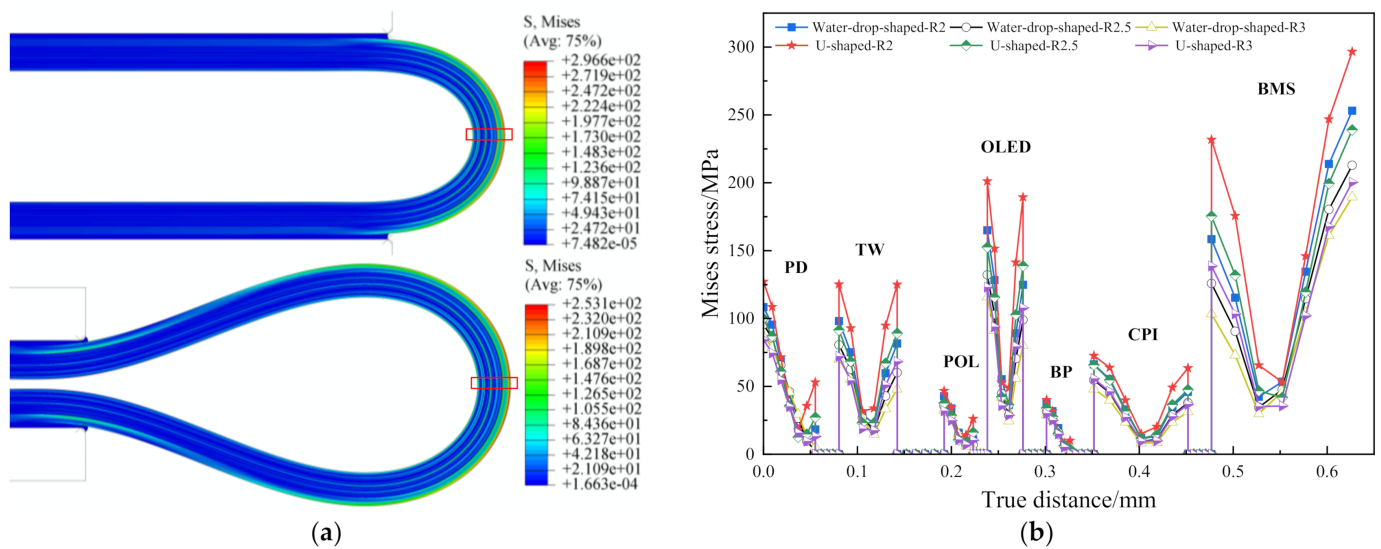 S, Mises
(Avg: 75%)
+2.966e+02
+2.719e+02
+2.472e+02
+2.224e+02
+1.977e+02
+1.730e+02
+1.483e+02
+1.236e+02
+9.887e+01
+7.415e+01
+4.943e+01
+2.472e+01
+7.482e-05
S, Mises
(Avg: 75%)
+2.531e+02
+2.320e+02
+2.109e+02
+1.898e+02
+1.687e+02
+1.476e+02
+1.265e+02
+1.055e+02
+8.436e+01
+6.327e+01
+4.218e+01
+2.109e+01
+1.663e-04
(a)
Water-drop-shaped-R2 Water-drop-shaped-R2.5 Water-drop-shaped-R3
U-shaped-R2 U-shaped-R2.5 U-shaped-R3
Mises stress/MPa
300
250
200
150
100
50
0
PD
TW
POL
OLED
BP
CPI
BMS
0.0 0.1 0.2 0.3 0.4 0.5 0.6
True distance/mm
(b)